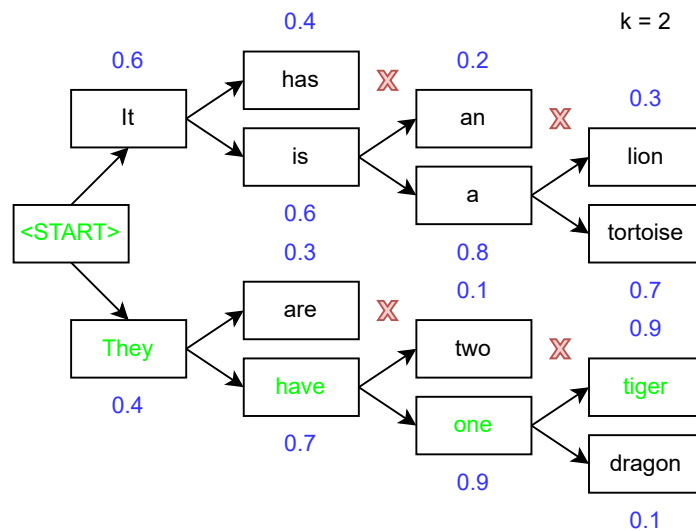 k = 2
0.4
0.6
0.2
has
X
0.3
It
an
X
is
lion
a
<START>
tortoise
0.6
0.3
0.8
0.1
0.7
0.9
are
X
They
two
X
have
tiger
one
0.4
0.7
dragon
0.9
0.1